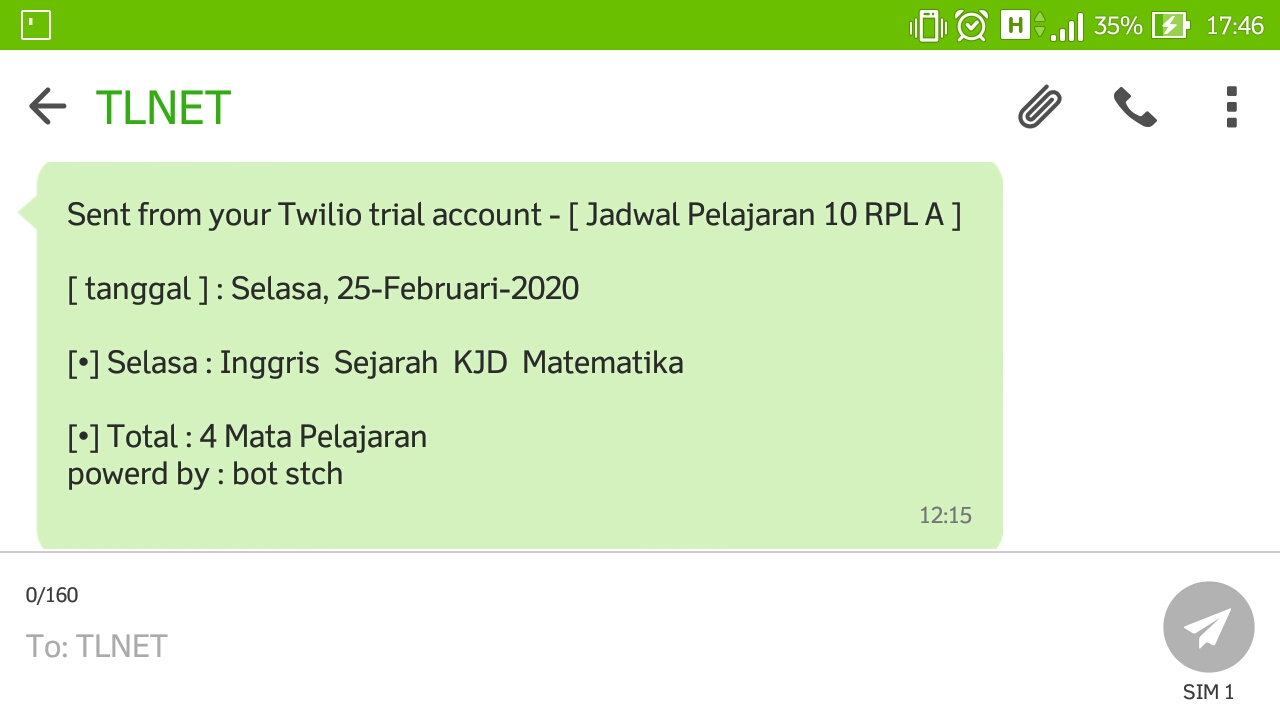 H 35% 17:46
TLNET
Sent from your Twilio trial account - [ Jadwal Pelajaran 10 RPL A ]
[ tanggal ] : Selasa, 25-Februari-2020
[•] Selasa : Inggris  Sejarah  KJD  Matematika
[•] Total : 4 Mata Pelajaran
powerd by : bot stch
12:15
0/160
To: TLNET
SIM 1